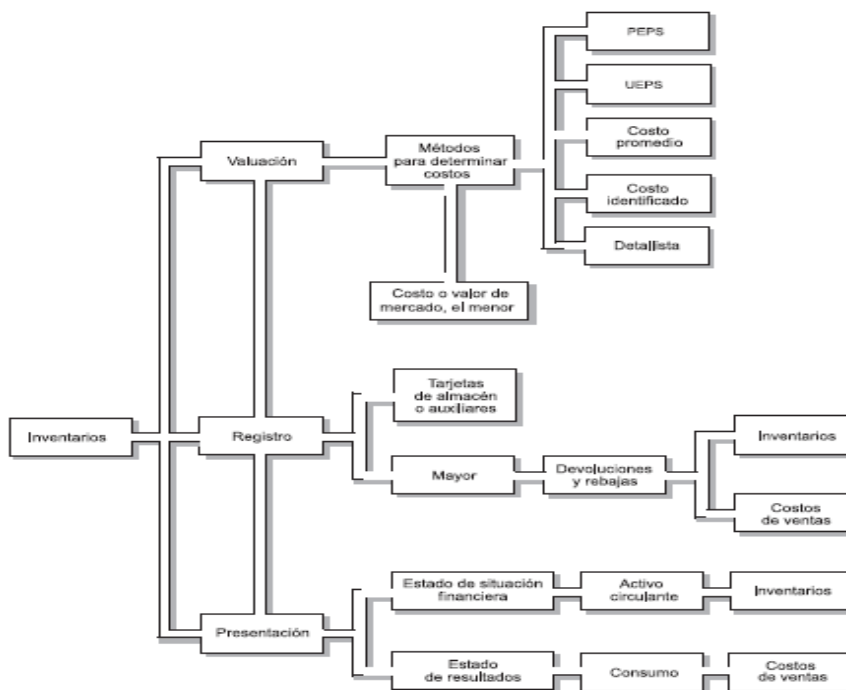 PEPS
UEPS
Costo
promedio
Costo
identificado
Detallista
Valuación
Métodos
para determinar
costos
Costo o valor de
mercado, el menor
Inventarios
Registro
Tarjetas
de almacén
o auxiliares
Mayor
Devoluciones
y rebajas
Inventarios
Costos
de ventas
Presentación
Estado de situación
financiera
Activo
circulante
Inventarios
Estado
de resultados
Consumo
Costos
de ventas